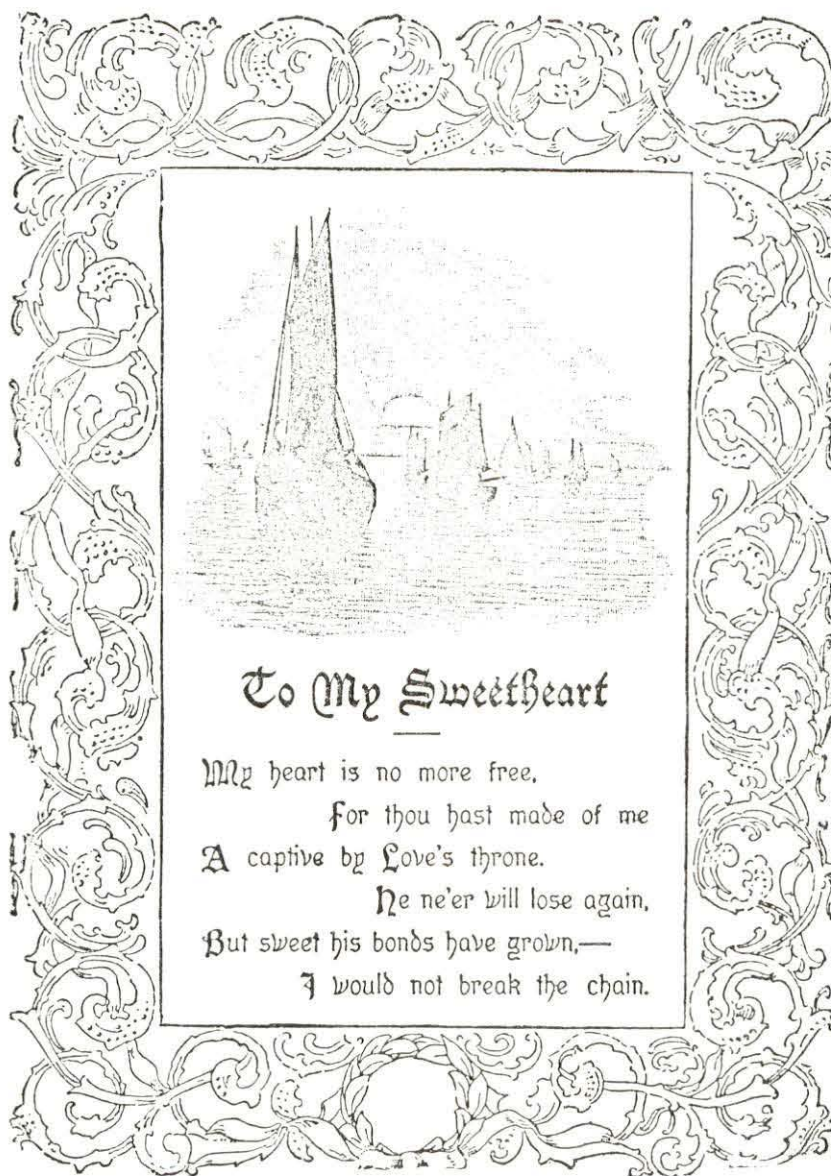 To My Sweetheart
My heart is no more free,
For thou hast made of me
A captive by Love's throne.
He ne'er will lose again,
But sweet his bonds have grown,—
I would not break the chain.